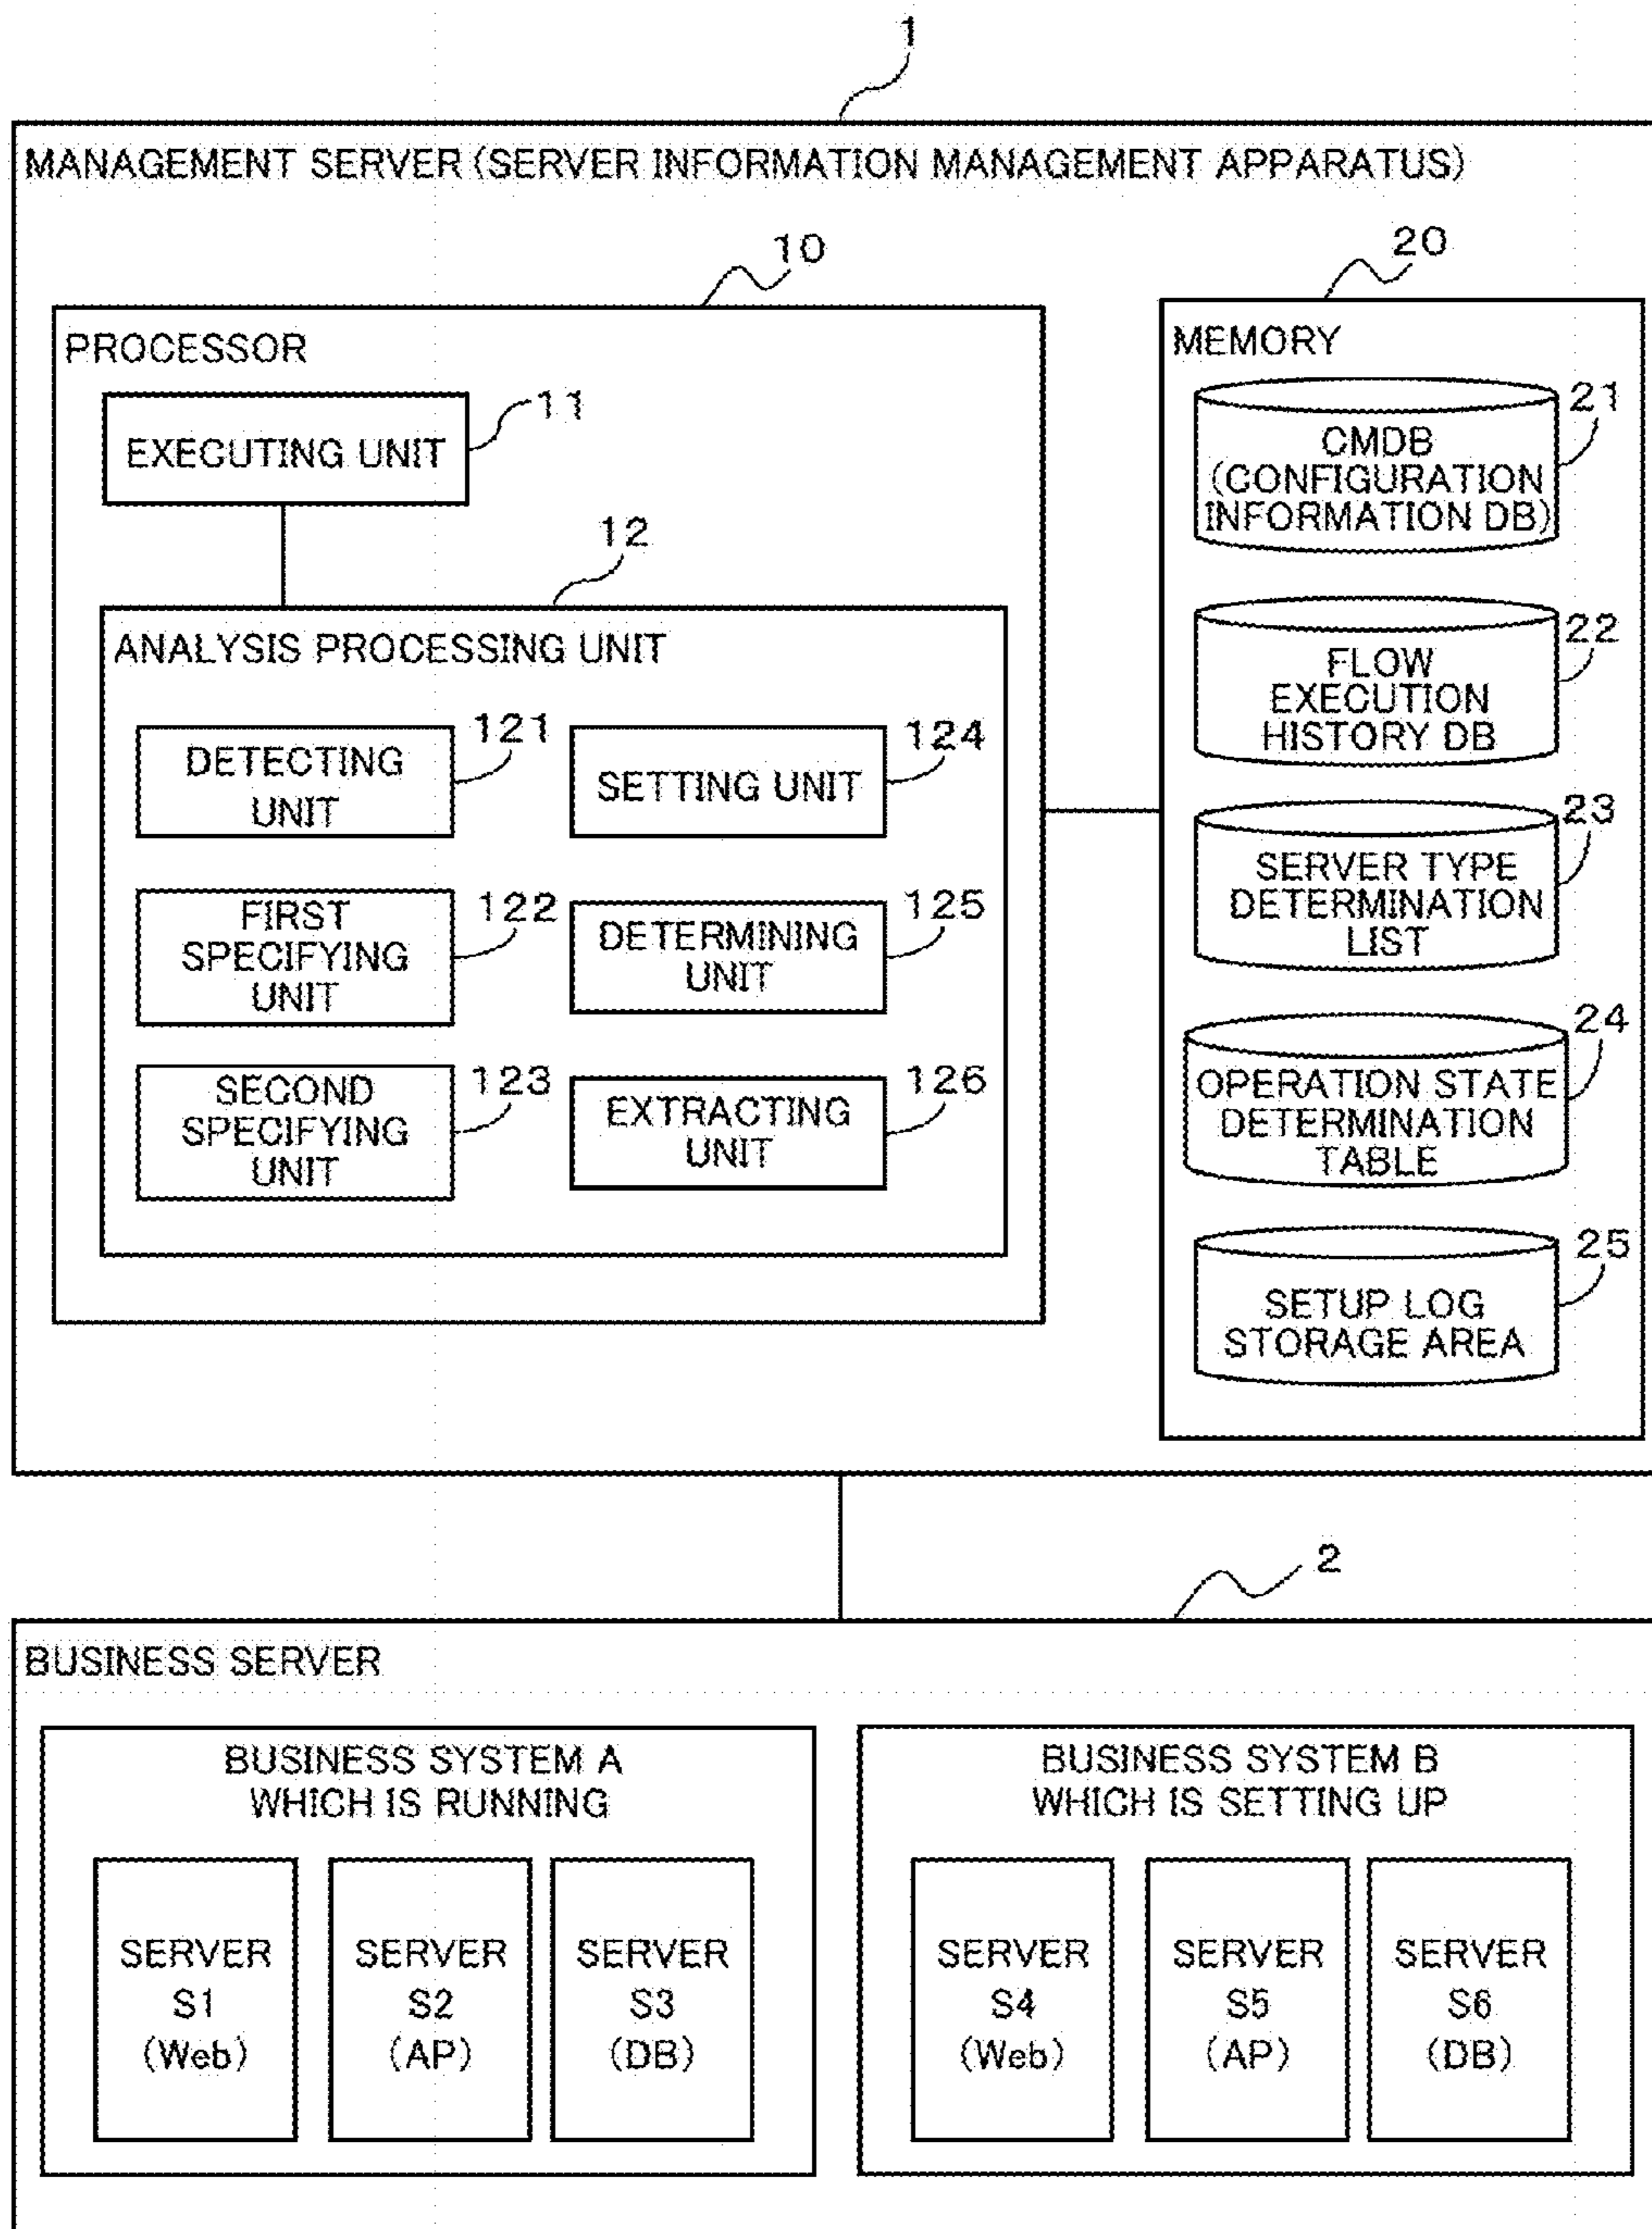 1
MANAGEMENT SERVER (SERVER INFORMATION MANAGEMENT APPARATUS)
10
PROCESSOR
11
EXECUTING UNIT
12
ANALYSIS PROCESSING UNIT
121
DETECTING
UNIT
124
SETTING UNIT
122
FIRST
SPECIFYING
UNIT
125
DETERMINING
UNIT
123
SECOND
SPECIFYING
UNIT
126
EXTRACTING
UNIT
20
MEMORY
21
CMDB
(CONFIGURATION
INFORMATION DB)
22
FLOW
EXECUTION
HISTORY DB
23
SERVER TYPE
DETERMINATION
LIST
24
OPERATION STATE
DETERMINATION
TABLE
25
SETUP LOG
STORAGE AREA
2
BUSINESS SERVER
BUSINESS SYSTEM A
WHICH IS RUNNING
SERVER
S1
(Web)
SERVER
S2
(AP)
SERVER
S3
(DB)
BUSINESS SYSTEM B
WHICH IS SETTING UP
SERVER
S4
(Web)
SERVER
S5
(AP)
SERVER
S6
(DB)